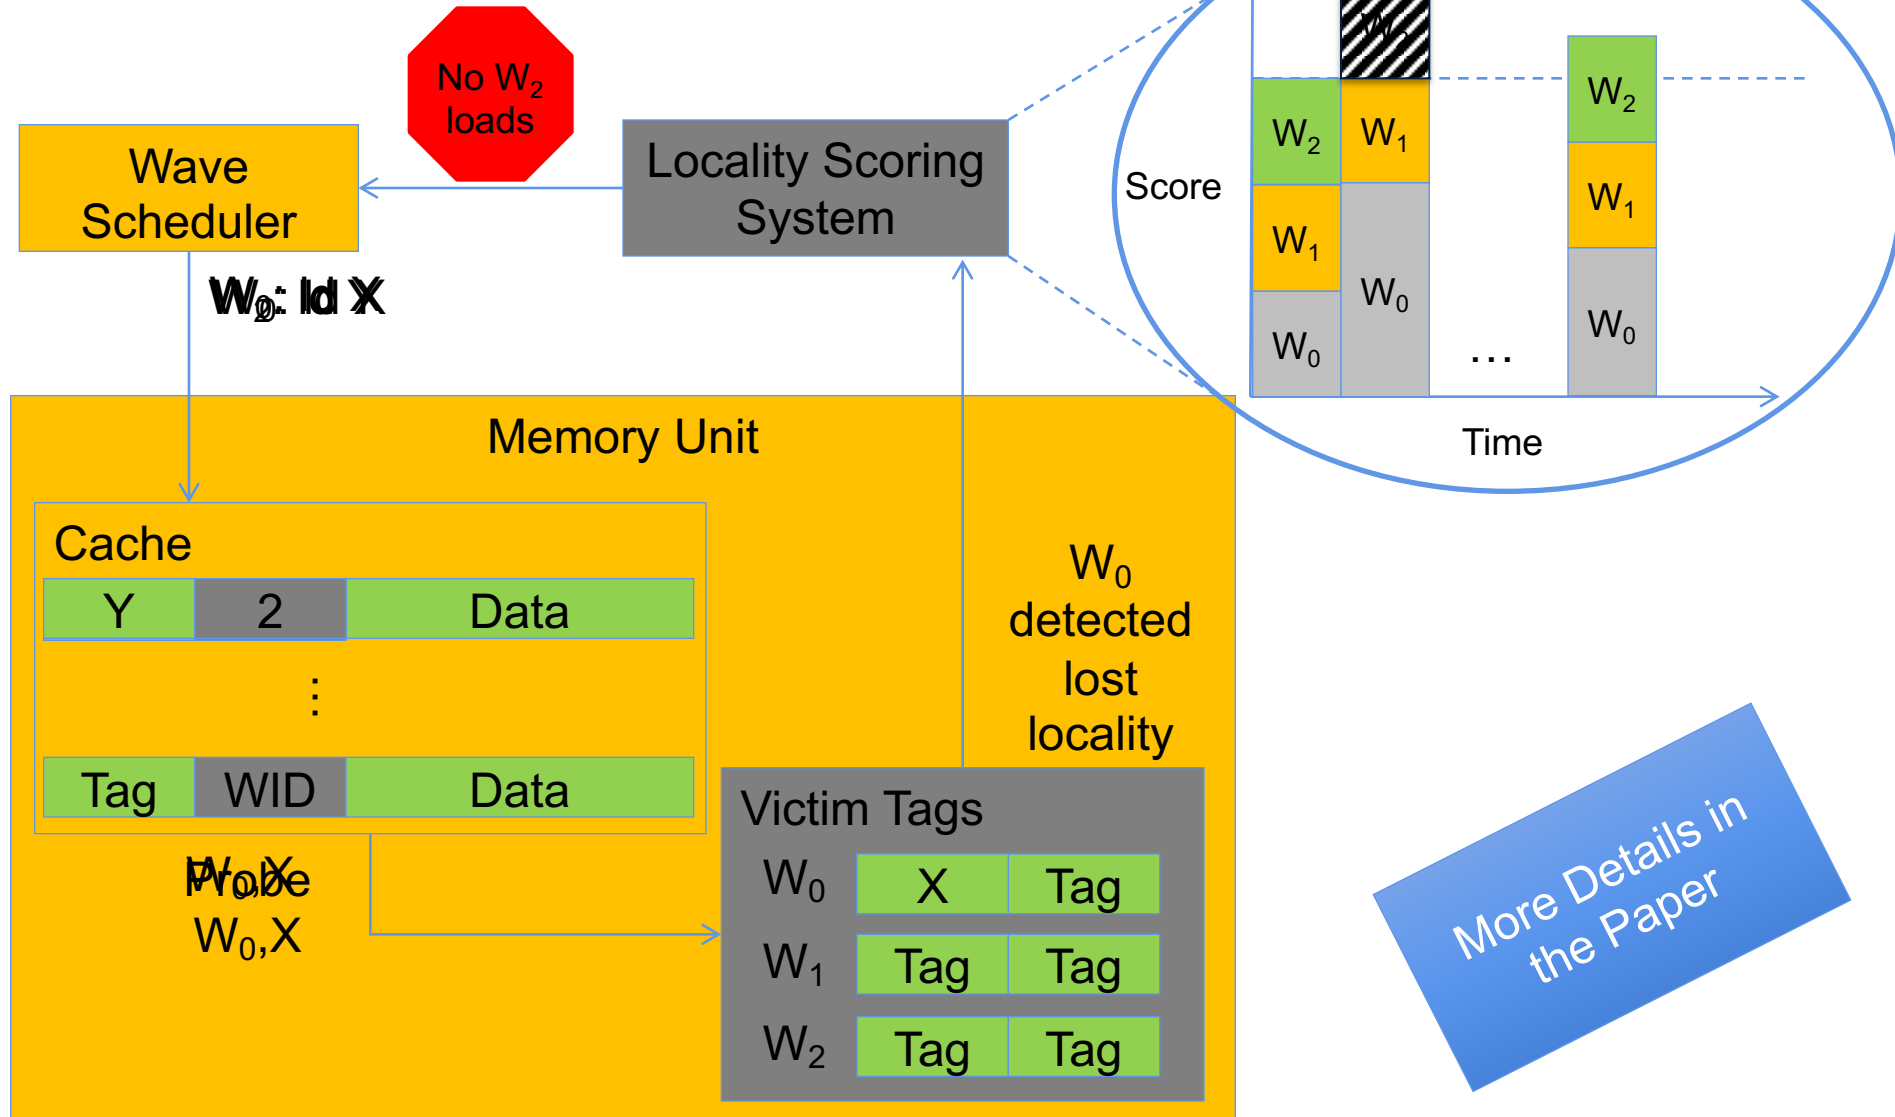 No W₂
loads
Wave
Scheduler
Locality Scoring
System
Score
W₂
W₁
W₀
W₁
W₀
…
W₂
W₁
W₀
Time
Memory Unit
Cache
Y 2 Data
⋮
Tag WID Data
Probe
W₀,X
W₀
detected
lost
locality
Victim Tags
W₀ X Tag
W₁ Tag Tag
W₂ Tag Tag
More Details in
the Paper